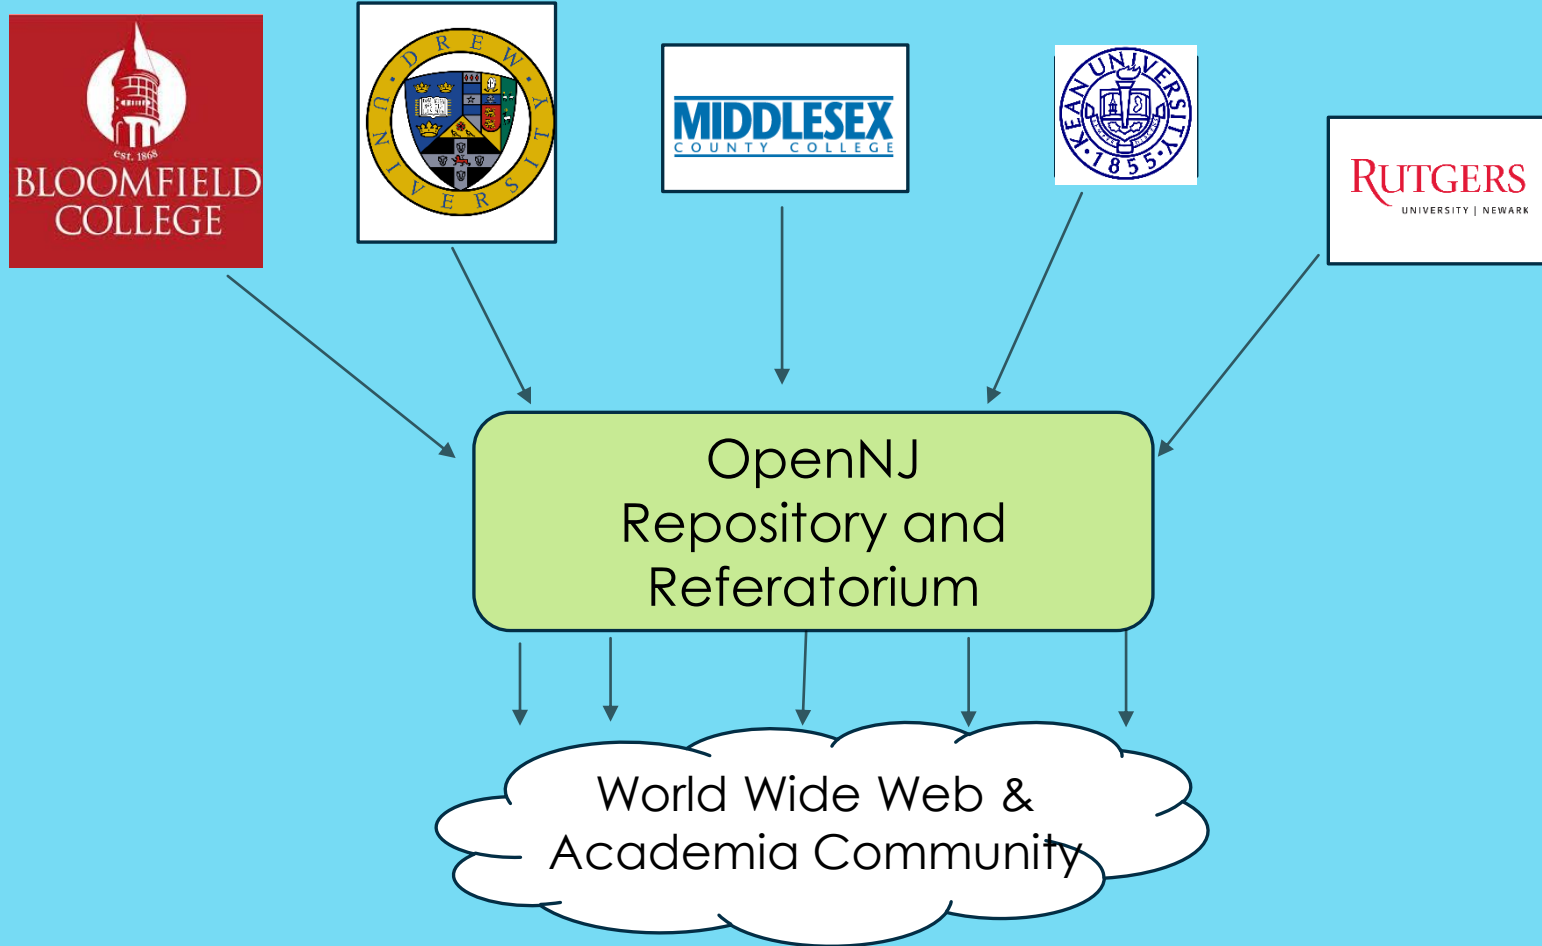 est. 1868
BLOOMFIELD
COLLEGE
DREW UNIVERSITY
MIDDLESEX
COUNTY COLLEGE
KEAN UNIVERSITY
1855
RUTGERS
UNIVERSITY | NEWARK
OpenNJ
Repository and
Referatorium
World Wide Web &
Academia Community